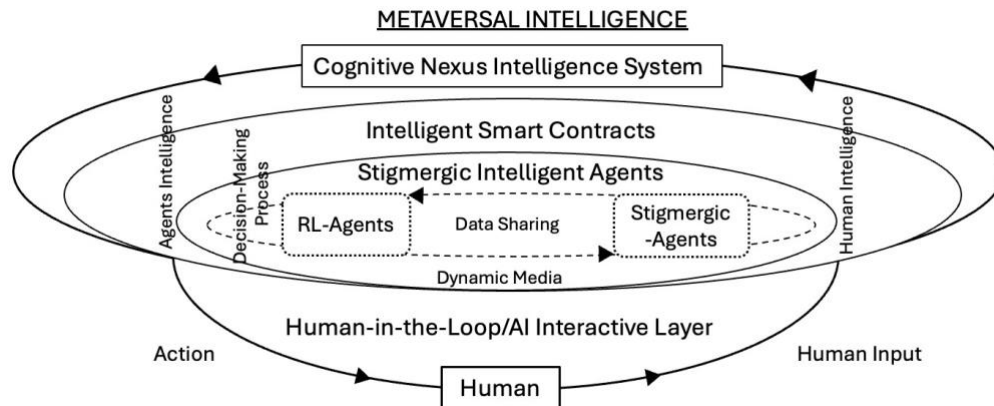 METAVERSAL INTELLIGENCE
Cognitive Nexus Intelligence System
Intelligent Smart Contracts
Agents Intelligence
Decision-Making
Process
Human Intelligence
Stigmergic Intelligent Agents
RL-Agents
Data Sharing
Stigmergic
-Agents
Dynamic Media
Human-in-the-Loop/AI Interactive Layer
Action
Human Input
Human